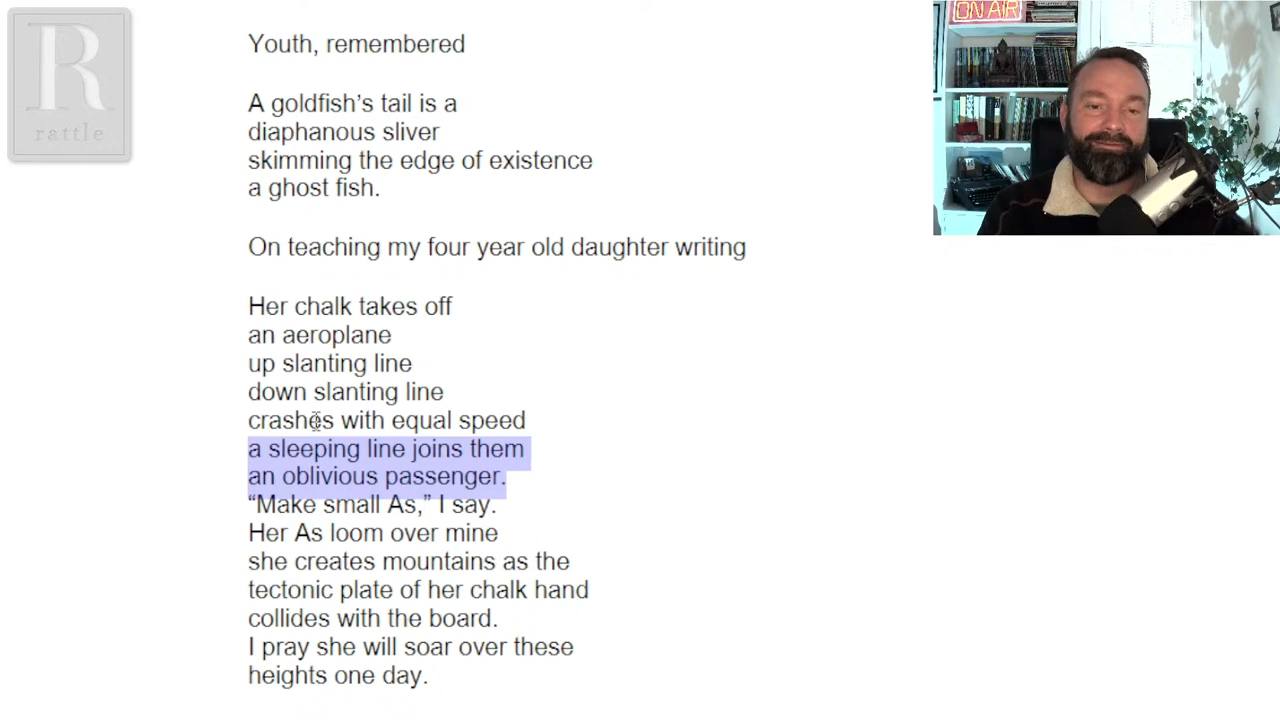 R
rattle
ON AIR
Youth, remembered
A goldfish’s tail is a
diaphanous sliver
skimming the edge of existence
a ghost fish.
On teaching my four year old daughter writing
Her chalk takes off
an aeroplane
up slanting line
down slanting line
crashes with equal speed
a sleeping line joins them
an oblivious passenger.
“Make small As,” I say.
Her As loom over mine
she creates mountains as the
tectonic plate of her chalk hand
collides with the board.
I pray she will soar over these
heights one day.